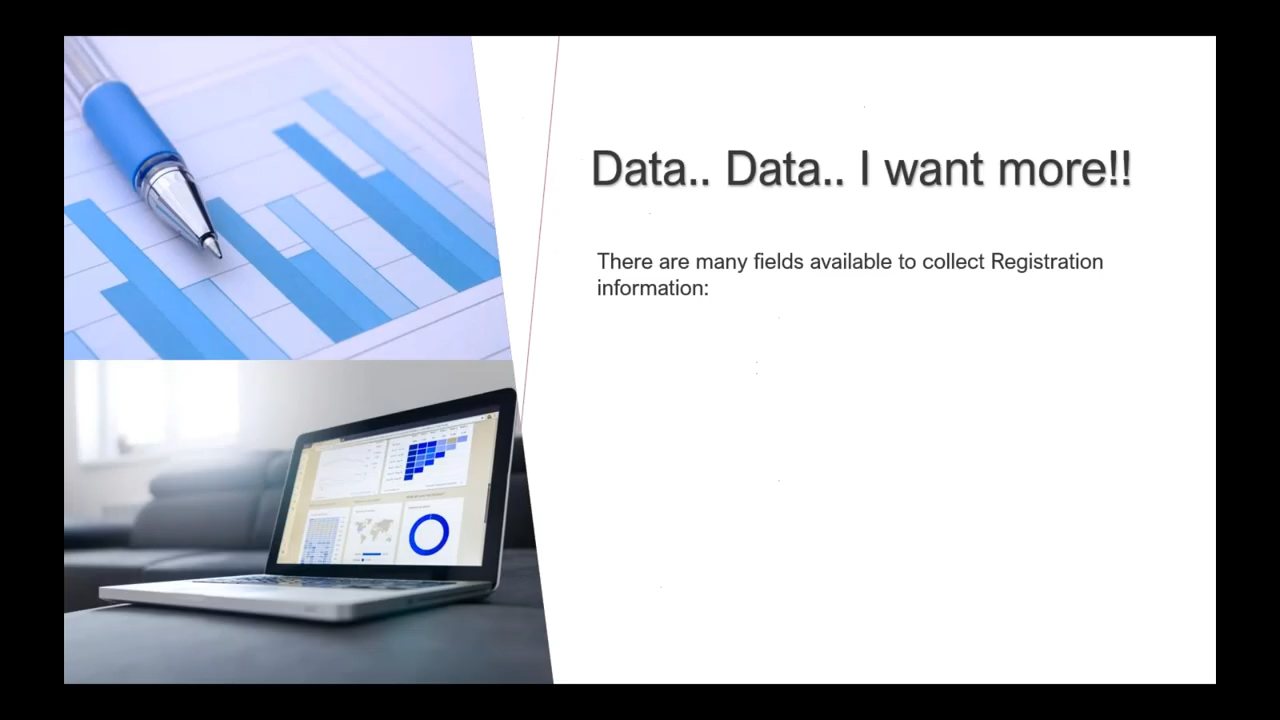 Data.. Data.. I want more!!
There are many fields available to collect Registration
information: